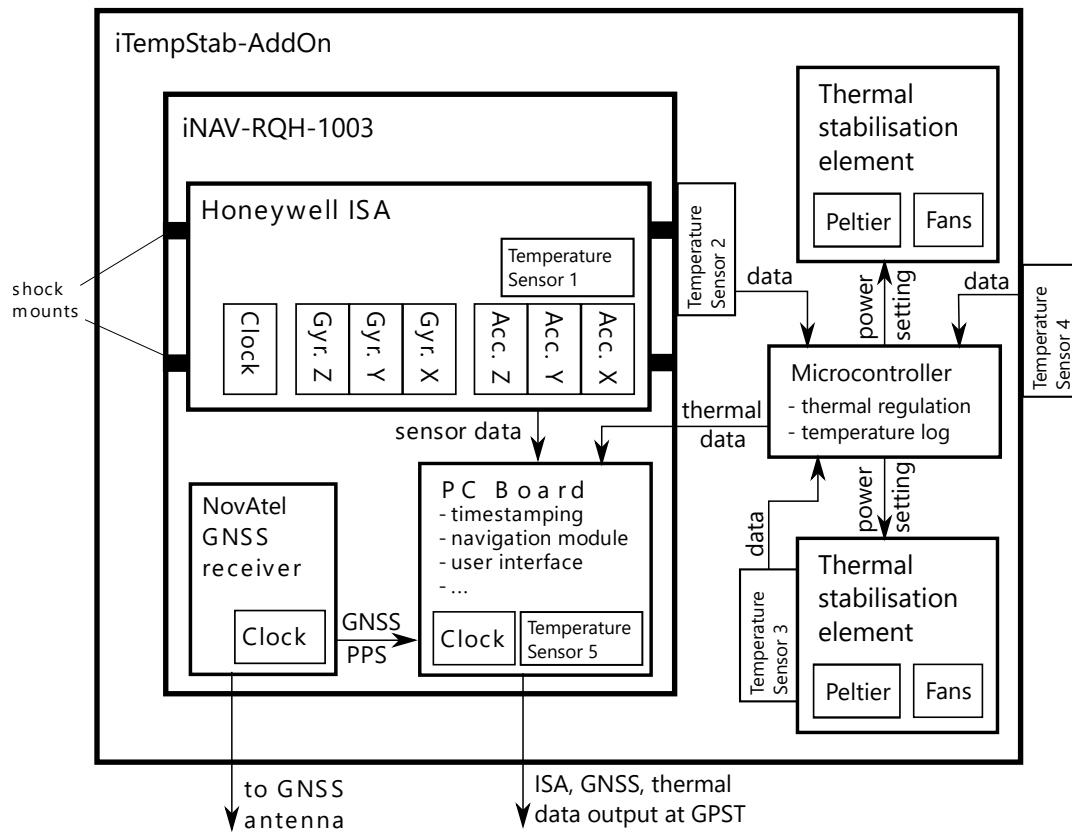 iTempStab-AddOn
iNAV-RQH-1003
Honeywell ISA
Temperature
Sensor 1
Clock
Gyr. Z
Gyr. Y
Gyr. X
Acc. Z
Acc. Y
Acc. X
shock
mounts
Temperature
Sensor 2
data
Thermal
stabilisation
element
Peltier
Fans
power
setting
data
Temperature
Sensor 4
Microcontroller
- thermal regulation
- temperature log
thermal
data
sensor data
NovAtel
GNSS
receiver
Clock
GNSS
PPS
PC Board
- timestamping
- navigation module
- user interface
- ...
Clock
Temperature
Sensor 5
data
Temperature
Sensor 3
power
setting
Thermal
stabilisation
element
Peltier
Fans
to GNSS
antenna
ISA, GNSS, thermal
data output at GPST